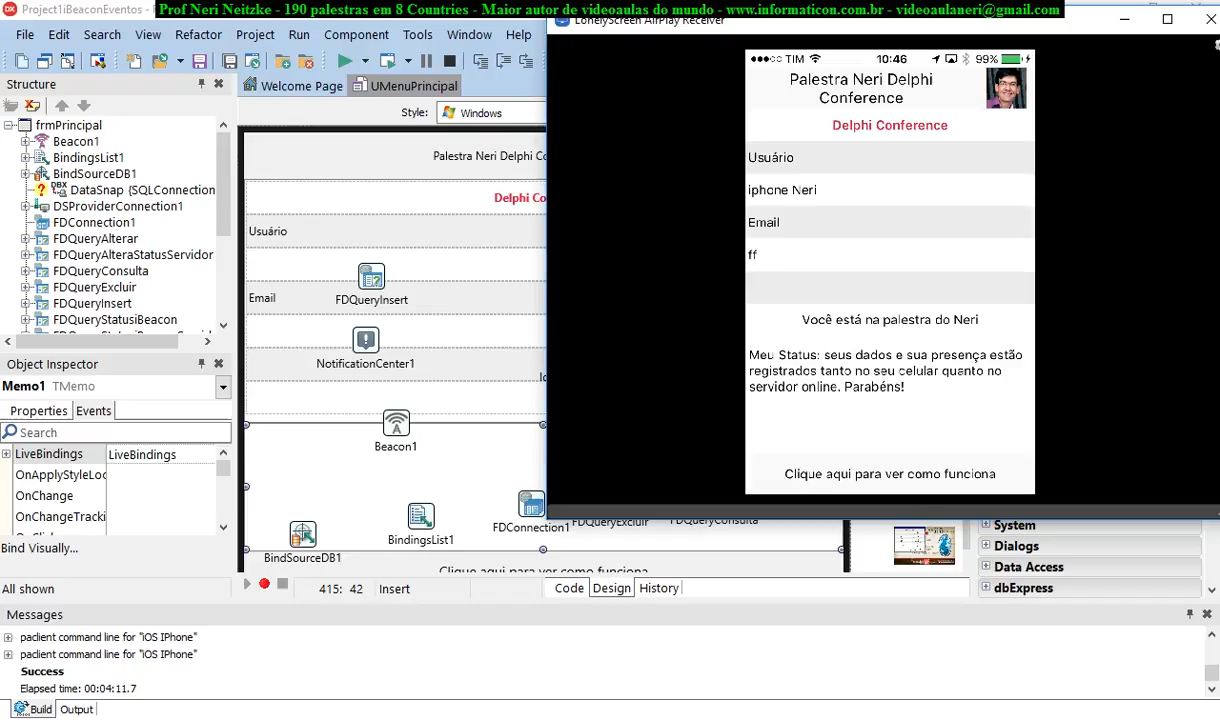 Project1iBeaconEventos -
Prof Neri Neitzke - 190 palestras em 8 Countries - Maior autor de videoaulas do mundo - www.informaticon.com.br - videoaulaneri@gmail.com
LonelyScreen AirPlay Receiver
File Edit Search View Refactor Project Run Component Tools Window Help
Structure
Welcome Page
UMenuPrincipal
Style: Windows
frmPrincipal
Beacon1
BindingsList1
BindSourceDB1
DataSnap {SQLConnection
DSProviderConnection1
FDConnection1
FDQueryAlterar
FDQueryAlteraStatusServidor
FDQueryConsulta
FDQueryExcluir
FDQueryInsert
FDQueryStatusiBeacon
Object Inspector
Memo1 TMemo
Properties Events
Search
LiveBindings LiveBindings
OnApplyStyleLoo
OnChange
OnChangeTracki
Bind Visually...
All shown
Palestra Neri Delphi Co
Delphi Co
Usuário
FDQueryInsert
Email
NotificationCenter1
Beacon1
FDConnection1
FDQueryExcluir
FDQueryConsulta
BindingsList1
BindSourceDB1
Clique aqui para ver como funciona
415: 42 Insert
Code Design History
TIM 10:46 99%
Palestra Neri Delphi
Conference
Delphi Conference
Usuário
iphone Neri
Email
ff
Você está na palestra do Neri
Meu Status: seus dados e sua presença estão
registrados tanto no seu celular quanto no
servidor online. Parabéns!
Clique aqui para ver como funciona
System
Dialogs
Data Access
dbExpress
Messages
paclient command line for "iOS IPhone"
paclient command line for "iOS IPhone"
Success
Elapsed time: 00:04:11.7
Build Output